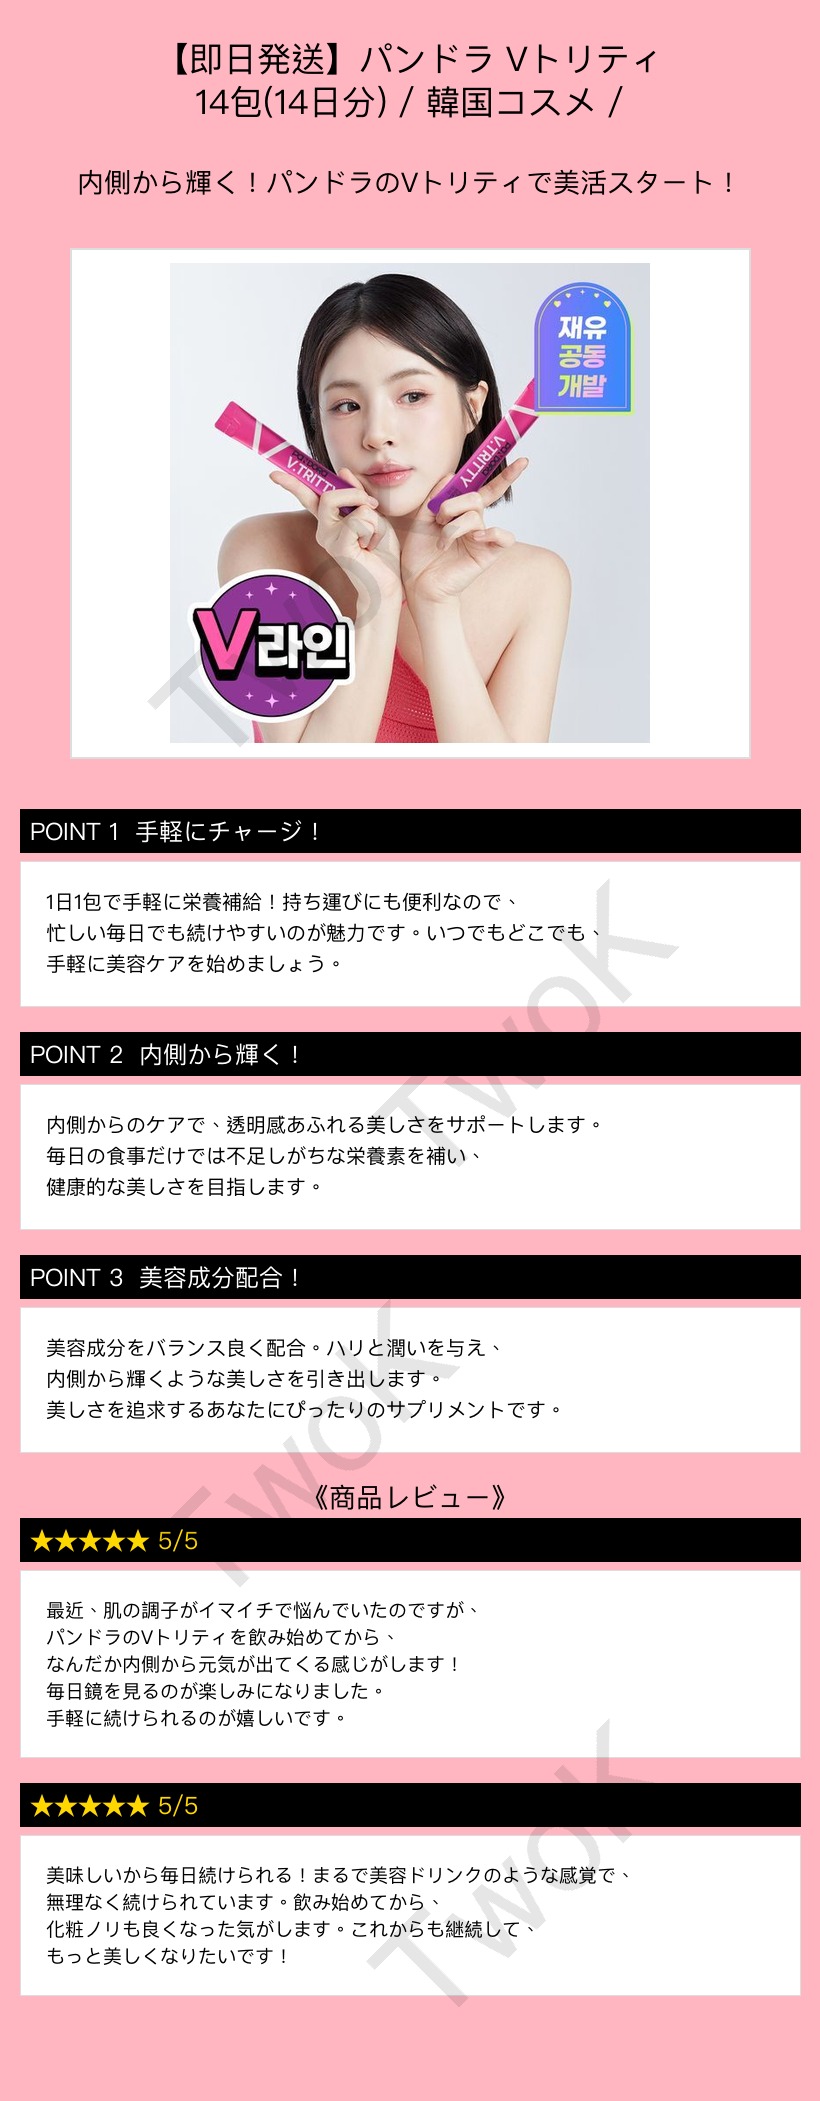 【即日発送】パンドラ Vトリティ
14包(14日分) / 韓国コスメ /
内側から輝く！パンドラのVトリティで美活スタート！
재유
공동
개발
V.TRITTY
pandora
V.TRITTY
V라인
TwoK
POINT 1 手軽にチャージ！
1日1包で手軽に栄養補給！持ち運びにも便利なので、
忙しい毎日でも続けやすいのが魅力です。いつでもどこでも、
手軽に美容ケアを始めましょう。
TwoK
POINT 2 内側から輝く！
内側からのケアで、透明感あふれる美しさをサポートします。
毎日の食事だけでは不足しがちな栄養素を補い、
健康的な美しさを目指します。
POINT 3 美容成分配合！
美容成分をバランス良く配合。ハリと潤いを与え、
内側から輝くような美しさを引き出します。
美しさを追求するあなたにぴったりのサプリメントです。
TwoK
《商品レビュー》
★★★★★ 5/5
最近、肌の調子がイマイチで悩んでいたのですが、
パンドラのVトリティを飲み始めてから、
なんだか内側から元気が出てくる感じがします！
毎日鏡を見るのが楽しみになりました。
手軽に続けられるのが嬉しいです。
★★★★★ 5/5
美味しいから毎日続けられる！まるで美容ドリンクのような感覚で、
無理なく続けられています。飲み始めてから、
化粧ノリも良くなった気がします。これからも継続して、
もっと美しくなりたいです！
TwoK